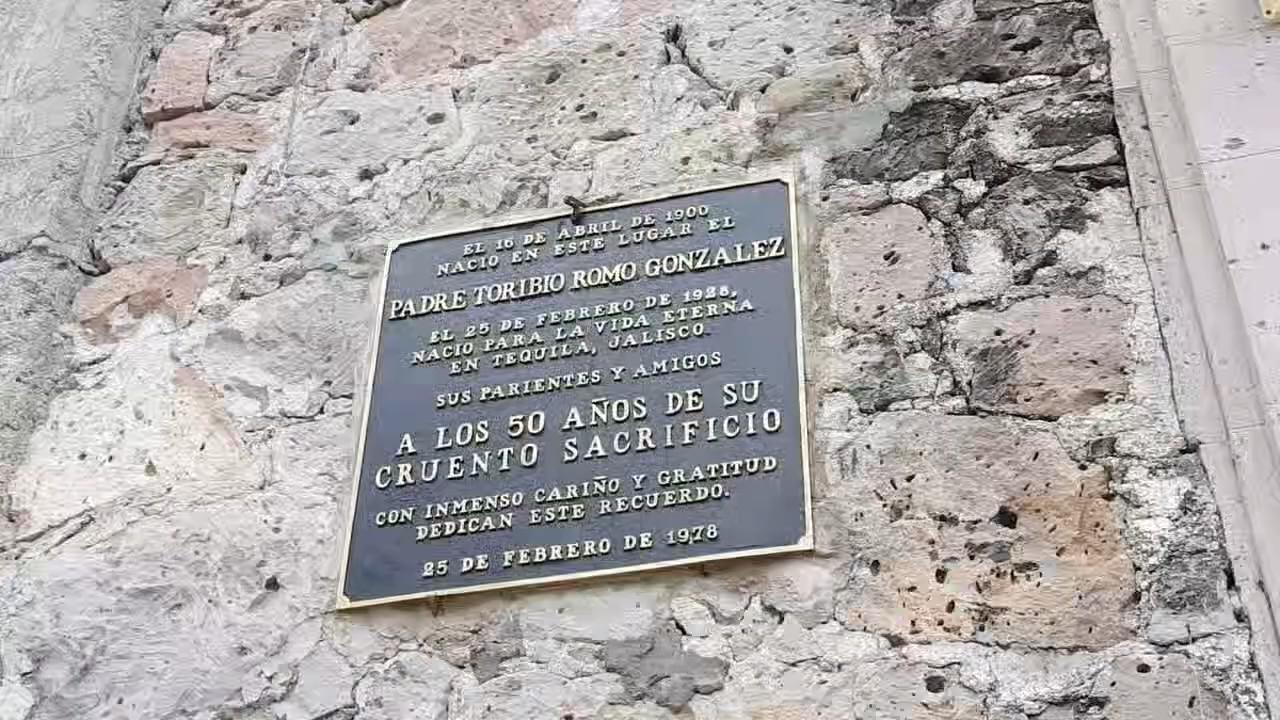 EL 16 DE ABRIL DE 1900
NACIO EN ESTE LUGAR EL
PADRE TORIBIO ROMO GONZALEZ
EL 25 DE FEBRERO DE 1928,
NACIO PARA LA VIDA ETERNA
EN TEQUILA, JALISCO
SUS PARIENTES Y AMIGOS
A LOS 50 AÑOS DE SU
CRUENTO SACRIFICIO
CON INMENSO CARIÑO Y GRATITUD
DEDICAN ESTE RECUERDO.
25 DE FEBRERO DE 1978